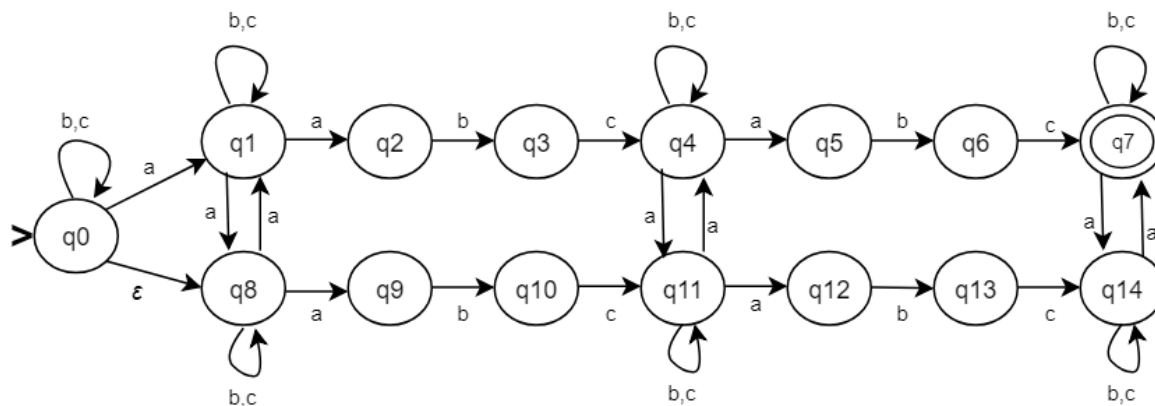 b,c b,c b,c
b,c
q1 a q2 b q3 c q4 a q5 b q6 c q7
a
> q0
a a a a a a
ε
q8 a q9 b q10 c q11 a q12 b q13 c q14
b,c b,c b,c